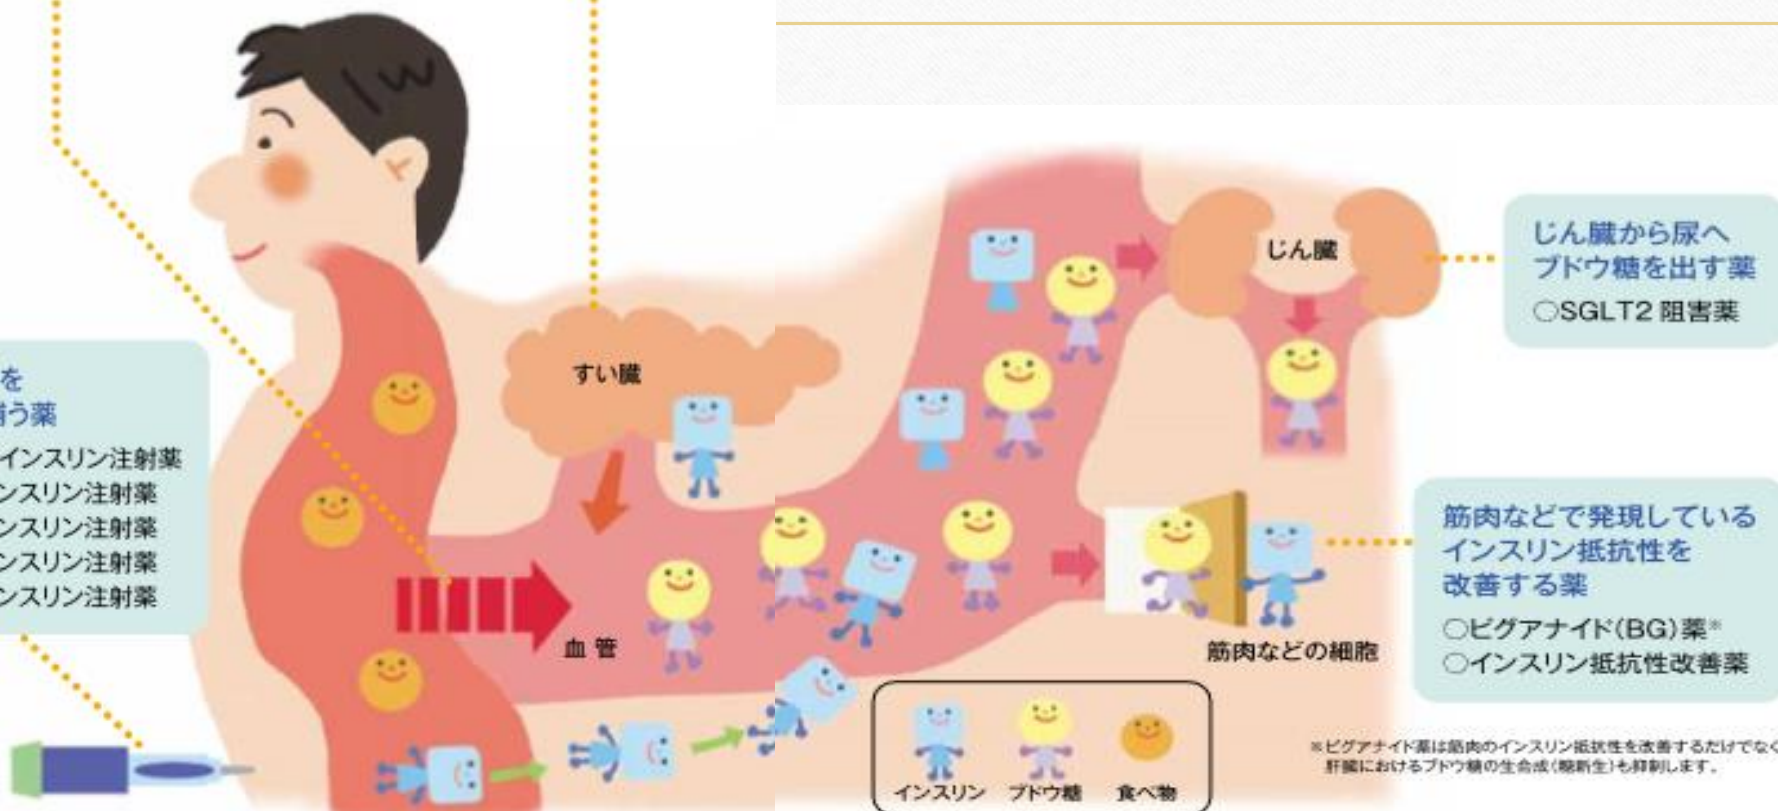 を
補う薬
インスリン注射薬
ンスリン注射薬
ンスリン注射薬
ンスリン注射薬
ンスリン注射薬
すい臓
血管
じん臓
じん臓から尿へ
ブドウ糖を出す薬
○SGLT2 阻害薬
筋肉などで発現している
インスリン抵抗性を
改善する薬
○ビグアナイド(BG)薬※
○インスリン抵抗性改善薬
筋肉などの細胞
インスリン ブドウ糖 食べ物
※ビグアナイド薬は筋肉のインスリン抵抗性を改善するだけでなく
肝臓におけるブドウ糖の生合成(糖新生)も抑制します。